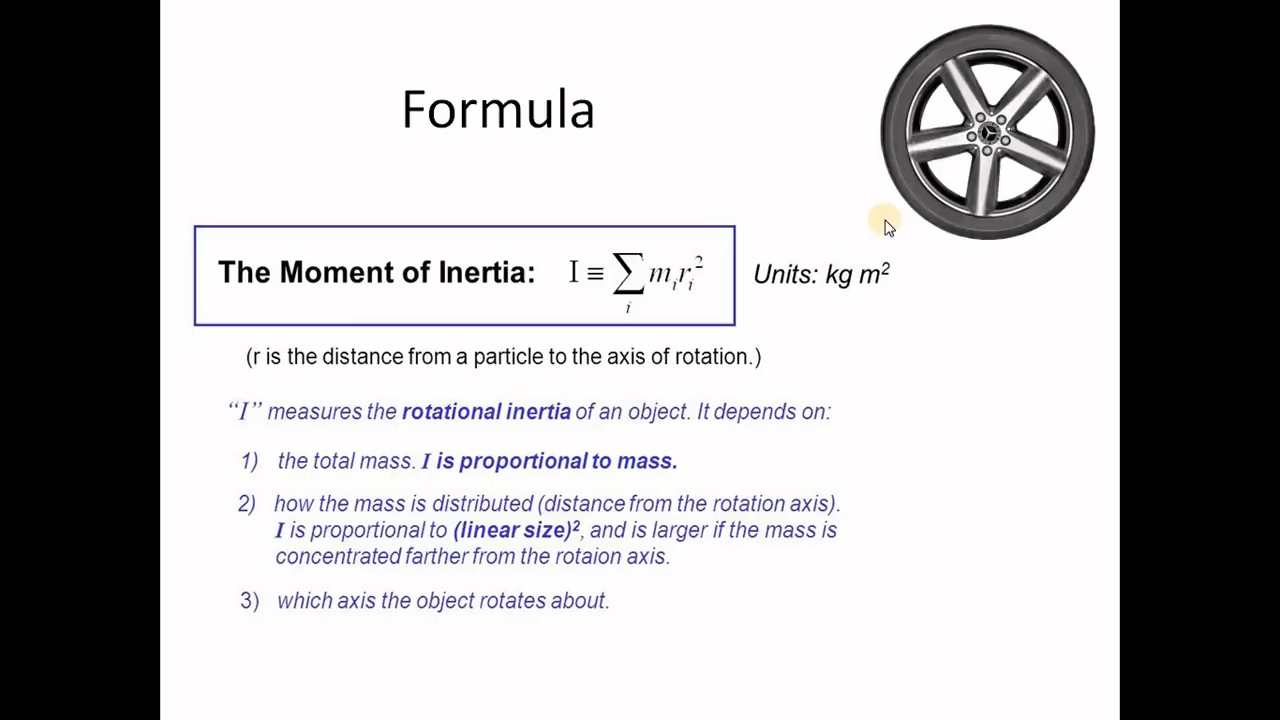 Formula
The Moment of Inertia: I ≡ ∑ᵢ mᵢrᵢ² Units: kg m²
(r is the distance from a particle to the axis of rotation.)
“I” measures the rotational inertia of an object. It depends on:
1) the total mass. I is proportional to mass.
2) how the mass is distributed (distance from the rotation axis).
I is proportional to (linear size)², and is larger if the mass is
concentrated farther from the rotaion axis.
3) which axis the object rotates about.